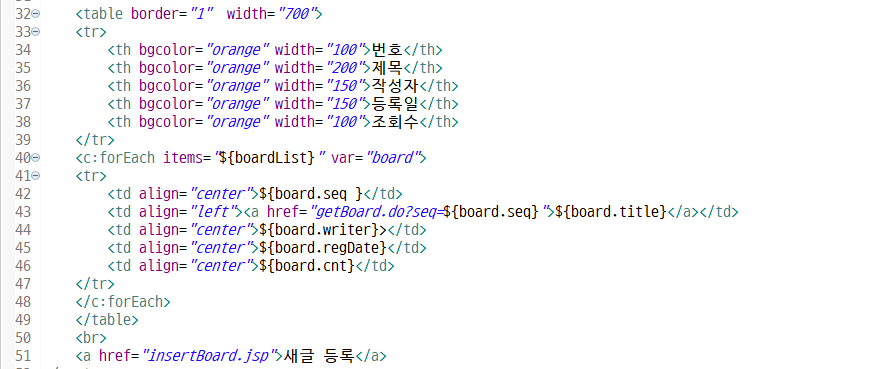 32 <table border="1"  width="700">
33 <tr>
34     <th bgcolor="orange" width="100">번호</th>
35     <th bgcolor="orange" width="200">제목</th>
36     <th bgcolor="orange" width="150">작성자</th>
37     <th bgcolor="orange" width="150">등록일</th>
38     <th bgcolor="orange" width="100">조회수</th>
39 </tr>
40 <c:forEach items="${boardList}" var="board">
41 <tr>
42     <td align="center">${board.seq }</td>
43     <td align="left"><a href="getBoard.do?seq=${board.seq}">${board.title}</a></td>
44     <td align="center">${board.writer}></td>
45     <td align="center">${board.regDate}</td>
46     <td align="center">${board.cnt}</td>
47 </tr>
48 </c:forEach>
49 </table>
50 <br>
51 <a href="insertBoard.jsp">새글 등록</a>